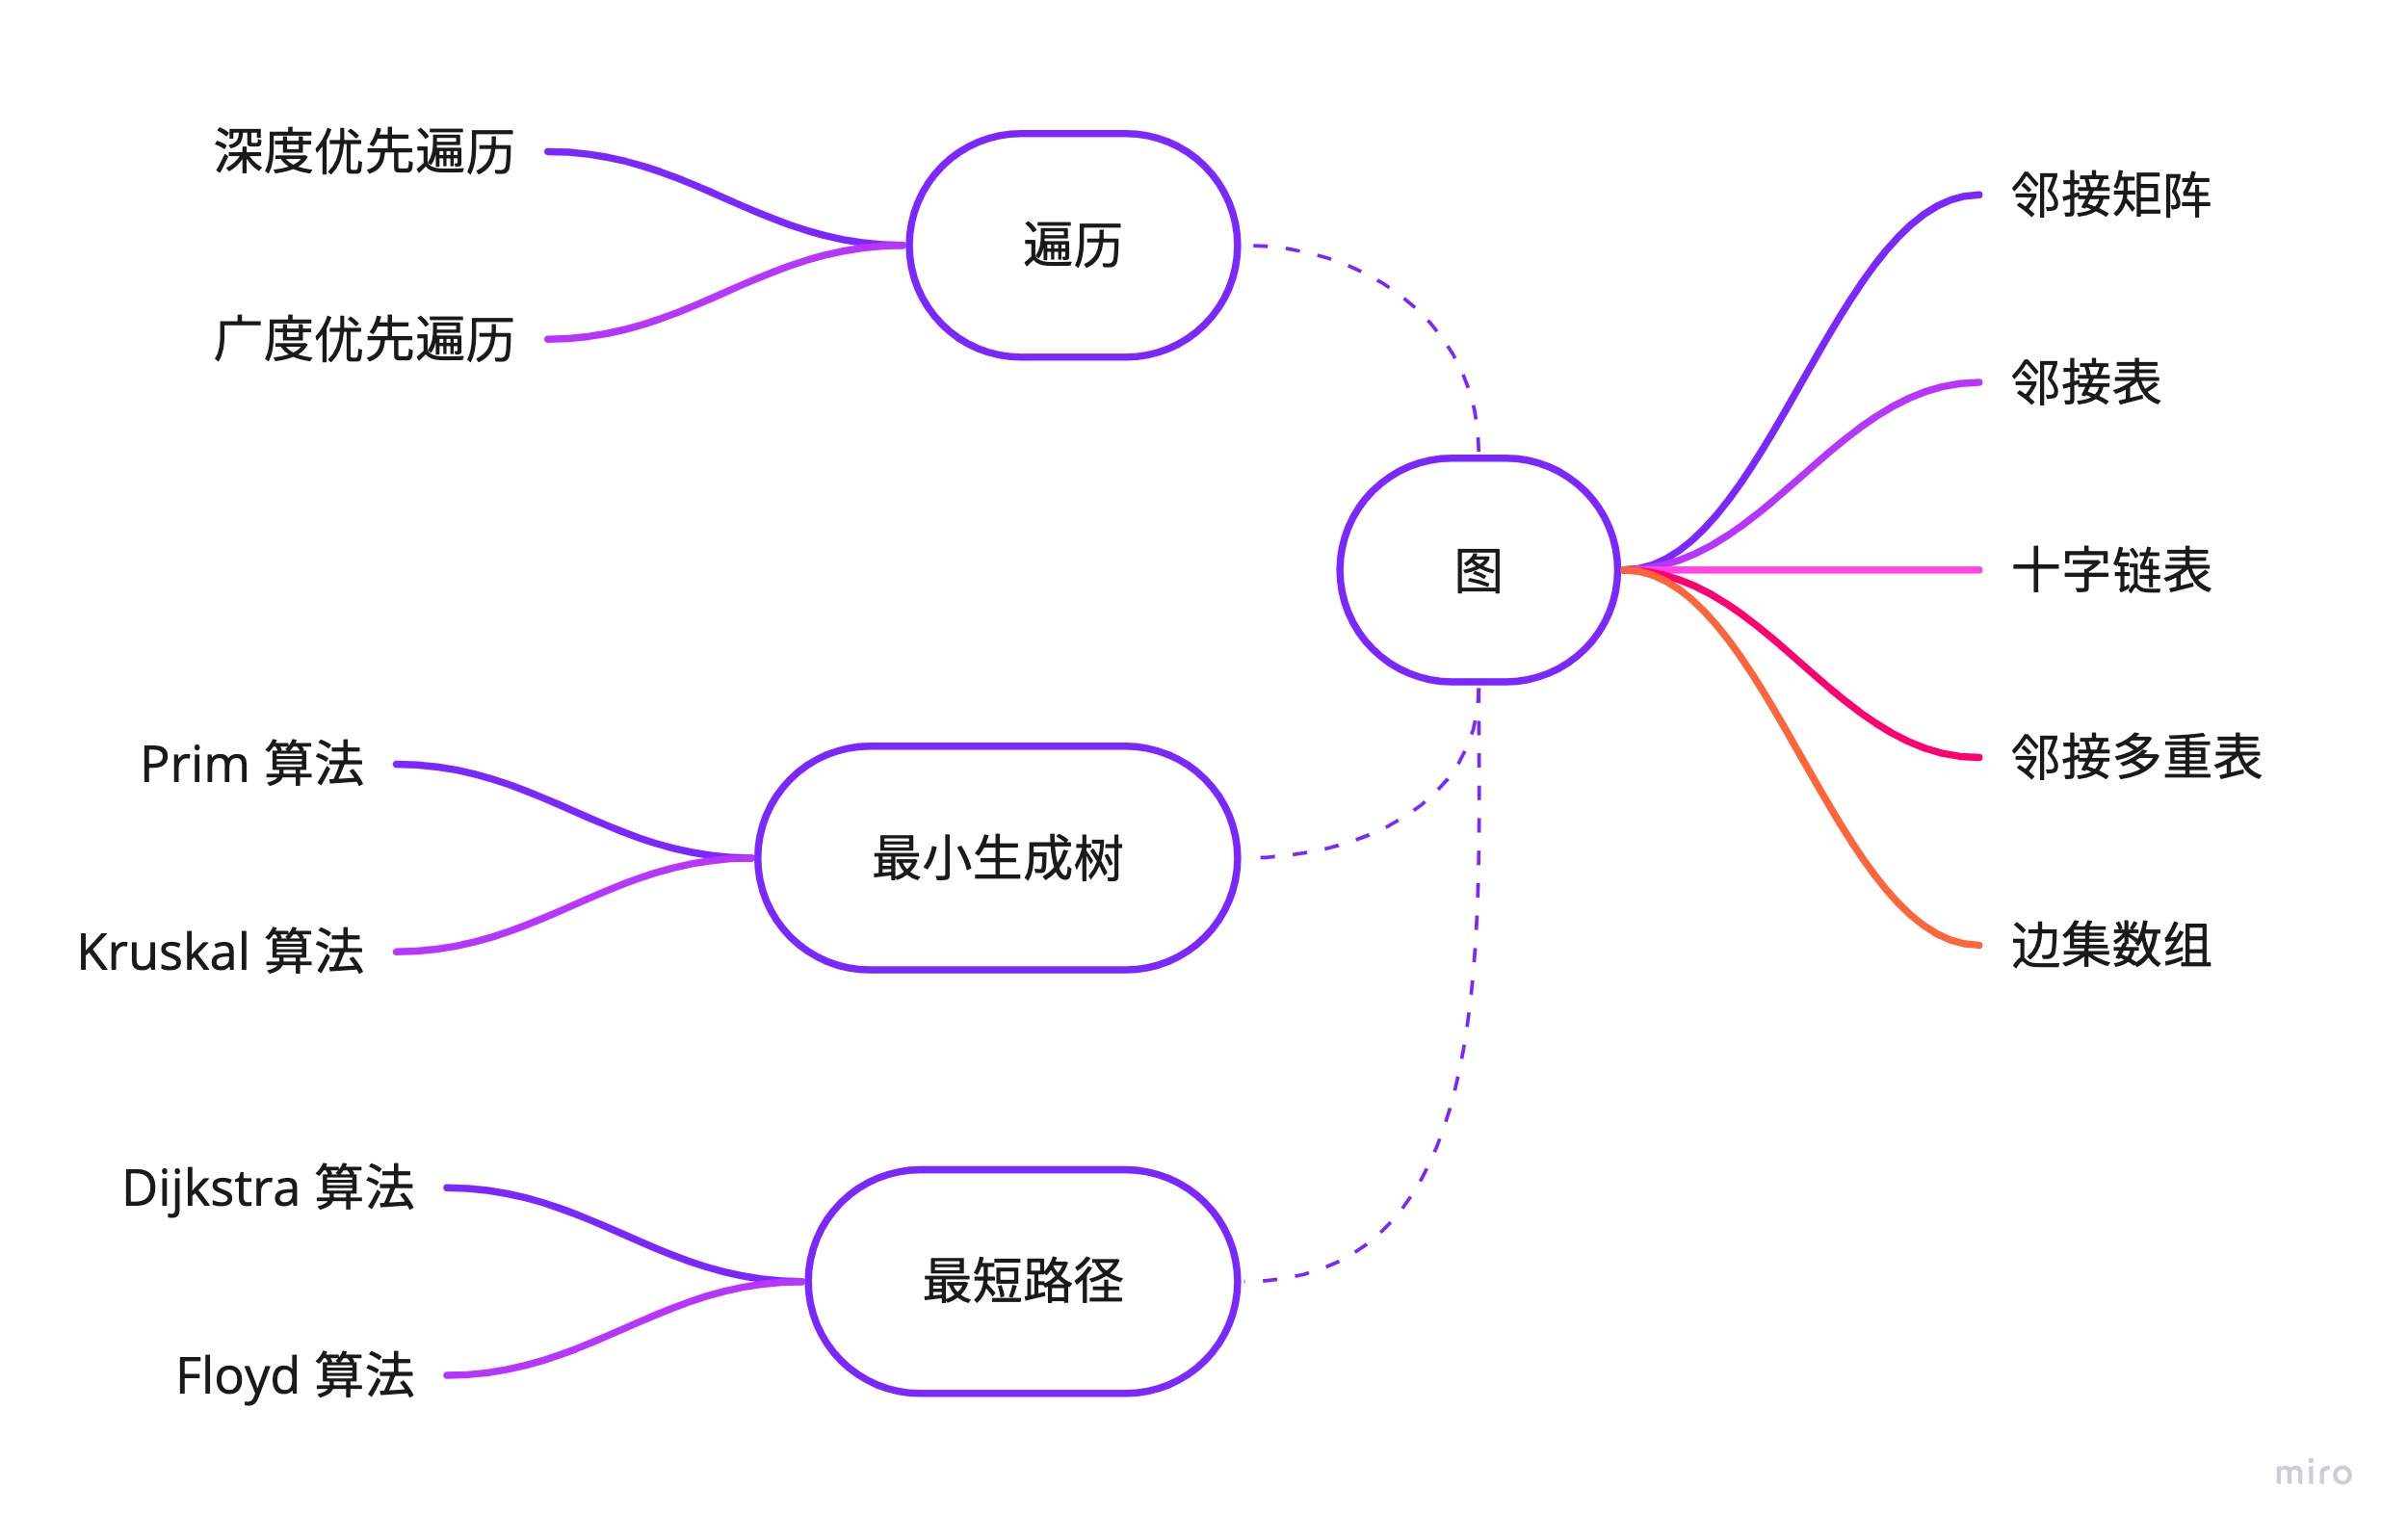 深度优先遍历
广度优先遍历
遍历
Prim 算法
Kruskal 算法
最小生成树
Dijkstra 算法
Floyd 算法
最短路径
图
邻接矩阵
邻接表
十字链表
邻接多重表
边集数组
miro